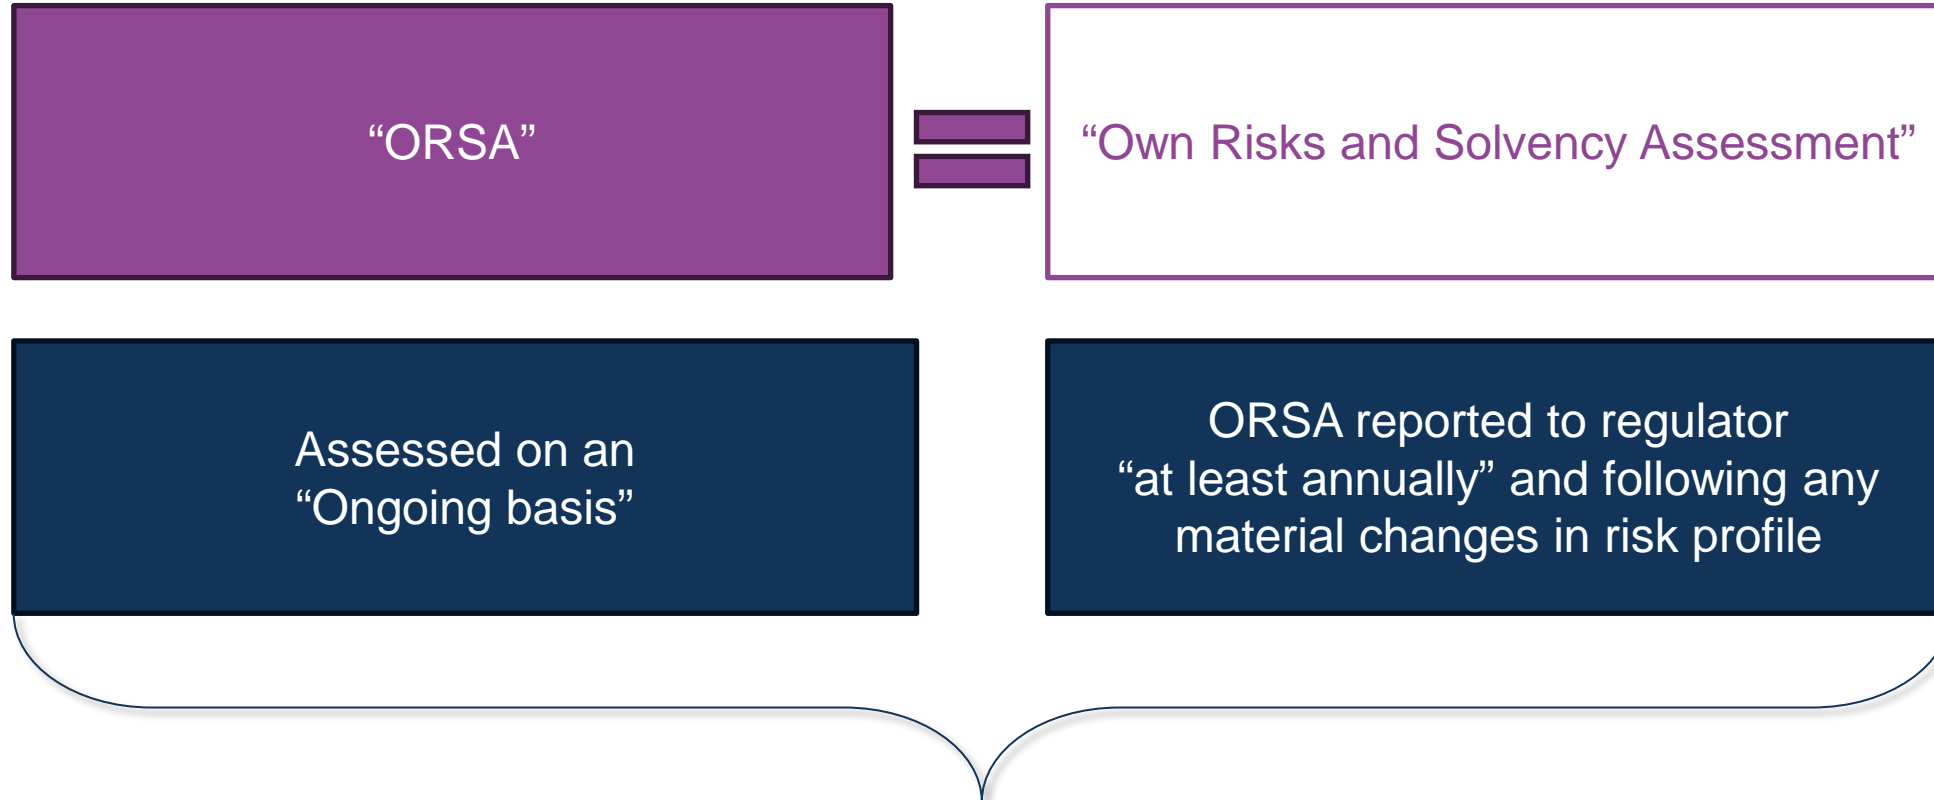 “ORSA”
“Own Risks and Solvency Assessment”
Assessed on an
“Ongoing basis”
ORSA reported to regulator
“at least annually” and following any
material changes in risk profile